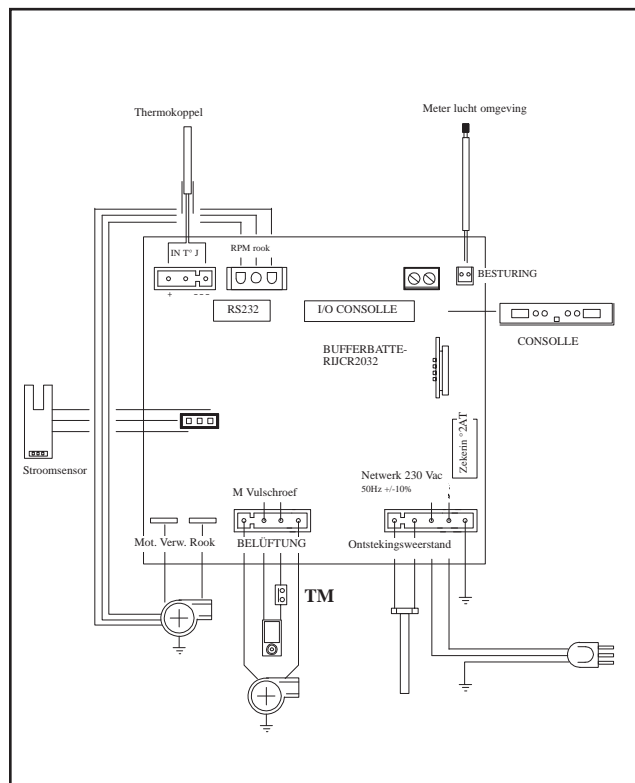 Thermokoppel
Meter lucht omgeving
IN T° J
RPM rook
+
- - -
BESTURING
RS232
I/O CONSOLLE
CONSOLLE
BUFFERBATTE-
RIJCR2032
Zekerin °2AT
Stroomsensor
Netwerk 230 Vac
50Hz +/-10%
M Vulschroef
Mot. Verw. Rook
BELÜFTUNG
Ontstekingsweerstand
TM